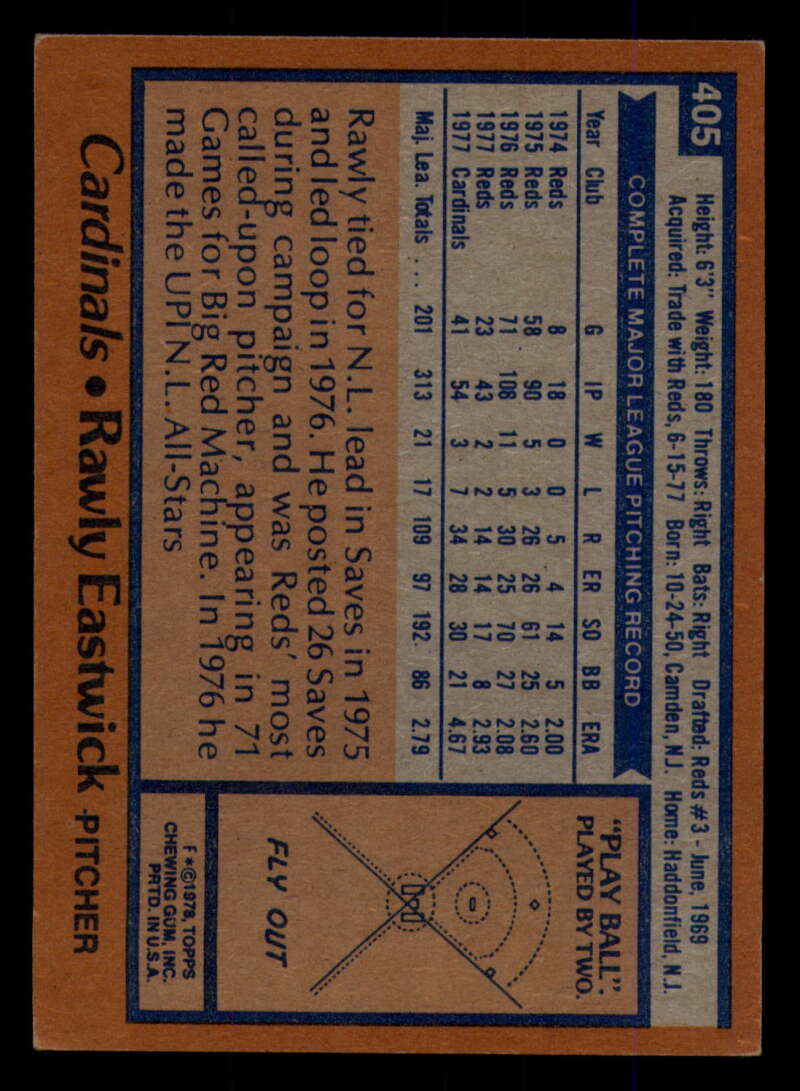 405
Height: 6'3" Weight: 180 Throws: Right Bats: Right Drafted: Reds #3 - June, 1969
Acquired: Trade with Reds, 6-15-77 Born: 10-24-50, Camden, N.J. Home: Haddonfield, N.J.
COMPLETE MAJOR LEAGUE PITCHING RECORD
Year Club G IP W L R ER SO BB ERA
1974 Reds 8 18 0 0 5 4 14 5 2.00
1975 Reds 58 90 5 3 26 26 61 25 2.60
1976 Reds 71 108 11 5 30 25 70 27 2.08
1977 Reds 23 43 2 2 14 14 17 8 2.93
1977 Cardinals 41 54 3 7 34 28 30 21 4.67
Maj. Lea. Totals . . . 201 313 21 17 109 97 192 86 2.79
Rawly tied for N.L. lead in Saves in 1975
and led loop in 1976. He posted 26 Saves
during campaign and was Reds' most
called-upon pitcher, appearing in 71
Games for Big Red Machine. In 1976 he
made the UPI N.L. All-Stars
"PLAY BALL"
PLAYED BY TWO.
FLY OUT
F*©1978, TOPPS
CHEWING GUM, INC.
PRTD. IN U.S.A.
Cardinals • Rawly Eastwick - PITCHER